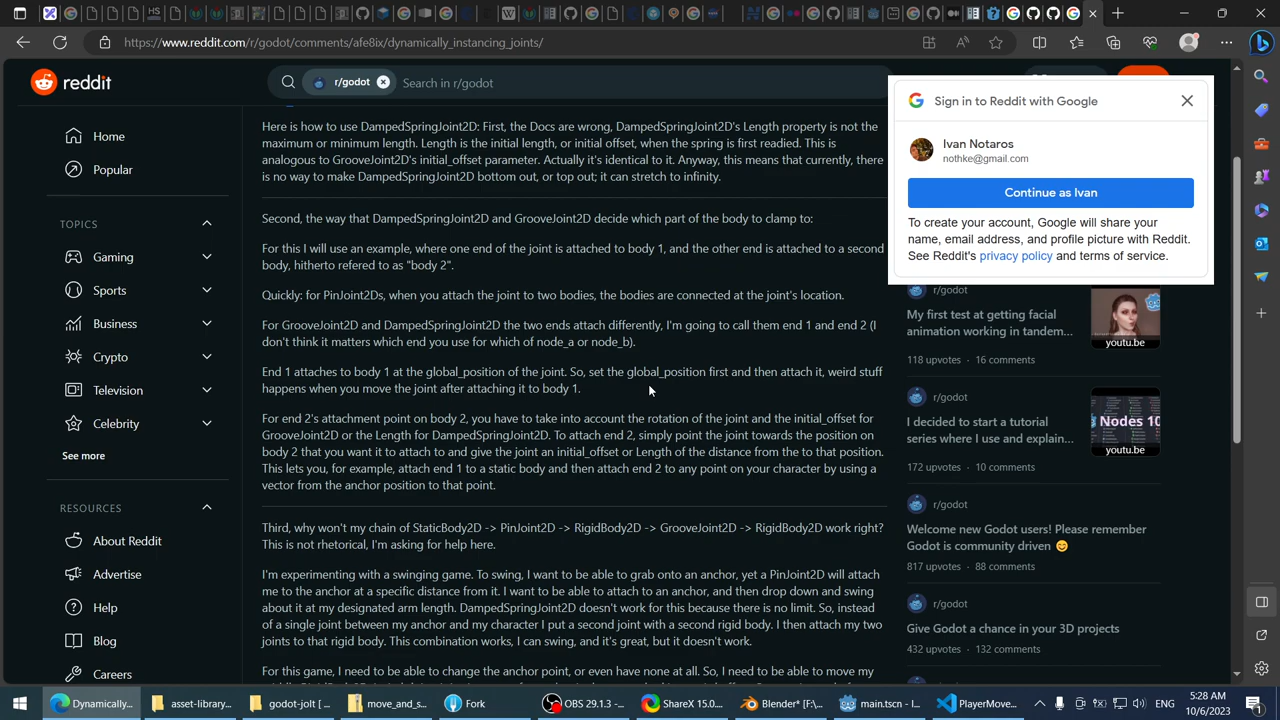 https://www.reddit.com/r/godot/comments/afe8ix/dynamically_instancing_joints/
reddit
r/godot
Search in r/godot
Home
Popular
TOPICS
Gaming
Sports
Business
Crypto
Television
Celebrity
See more
RESOURCES
About Reddit
Advertise
Help
Blog
Careers
Here is how to use DampedSpringJoint2D: First, the Docs are wrong, DampedSpringJoint2D's Length property is not the
maximum or minimum length. Length is the initial length, or initial offset, when the spring is first readied. This is
analogous to GrooveJoint2D's initial_offset parameter. Actually it's identical to it. Anyway, this means that currently, there
is no way to make DampedSpringJoint2D bottom out, or top out; it can stretch to infinity.
Second, the way that DampedSpringJoint2D and GrooveJoint2D decide which part of the body to clamp to:
For this I will use an example, where one end of the joint is attached to body 1, and the other end is attached to a second
body, hitherto referred to as “body 2”.
Quickly: for PinJoint2Ds, when you attach the joint to two bodies, the bodies are connected at the joint's location.
For GrooveJoint2D and DampedSpringJoint2D the two ends attach differently, I'm going to call them end 1 and end 2 (I
don't think it matters which end you use for which of node_a or node_b).
End 1 attaches to body 1 at the global_position of the joint. So, set the global_position first and then attach it, weird stuff
happens when you move the joint after attaching it to body 1.
For end 2's attachment point to body 2, you have to take into account the rotation of the joint and the initial_offset for
GrooveJoint2D or the Length for DampedSpringJoint2D. To attach end 2, simply point the joint towards the position on
body 2 that you want it to attach to and give the joint an initial_offset or Length of the distance from the to that position.
This lets you, for example, attach end 1 to a static body and then attach end 2 to any point on your character by using a
vector from the anchor position to that point.
Third, why won't my chain of StaticBody2D -> PinJoint2D -> RigidBody2D -> GrooveJoint2D -> RigidBody2D work right?
This is not rhetorical, I'm asking for help here.
I'm experimenting with a swinging game. To swing, I want to be able to grab onto an anchor, yet a PinJoint2D will attach
me to the anchor at a specific distance from it. I want to be able to attach to an anchor, and then drop down and swing
about it at my designated arm length. DampedSpringJoint2D doesn't work for this because there is no limit. So, instead
of a single joint between my anchor and my character I put a second joint with a second rigid body. I then attach my two
joints to that rigid body. This combination works, I can swing, and it's great, but it doesn't work.
For this game, I need to be able to change the anchor point, or even have none at all. So, I need to be able to move my
Sign in to Reddit with Google
Ivan Notaros
nothke@gmail.com
Continue as Ivan
To create your account, Google will share your
name, email address, and profile picture with Reddit.
See Reddit's privacy policy and terms of service.
r/godot
My first test at getting facial
animation working in tandem...
youtu.be
118 upvotes · 16 comments
r/godot
I decided to start a tutorial
series where I use and explain...
Nodes 10
youtu.be
172 upvotes · 10 comments
r/godot
Welcome new Godot users! Please remember
Godot is community driven 😊
817 upvotes · 88 comments
r/godot
Give Godot a chance in your 3D projects
432 upvotes · 132 comments
Dynamically...
asset-library...
godot-jolt [ ...
move_and_s...
Fork
OBS 29.1.3 - ...
ShareX 15.0....
Blender* [F:\...
main.tscn - I...
PlayerMove...
5:28 AM
10/6/2023